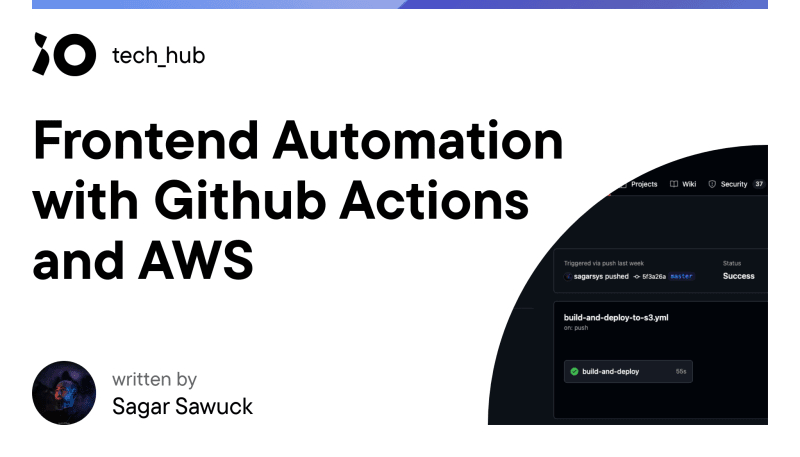 tech_hub
Frontend Automation
with Github Actions
and AWS
Projects Wiki Security 37
Triggered via push last week Status
sagarsys pushed 5f3a26a master Success
build-and-deploy-to-s3.yml
on: push
build-and-deploy 55s
written by
Sagar Sawuck